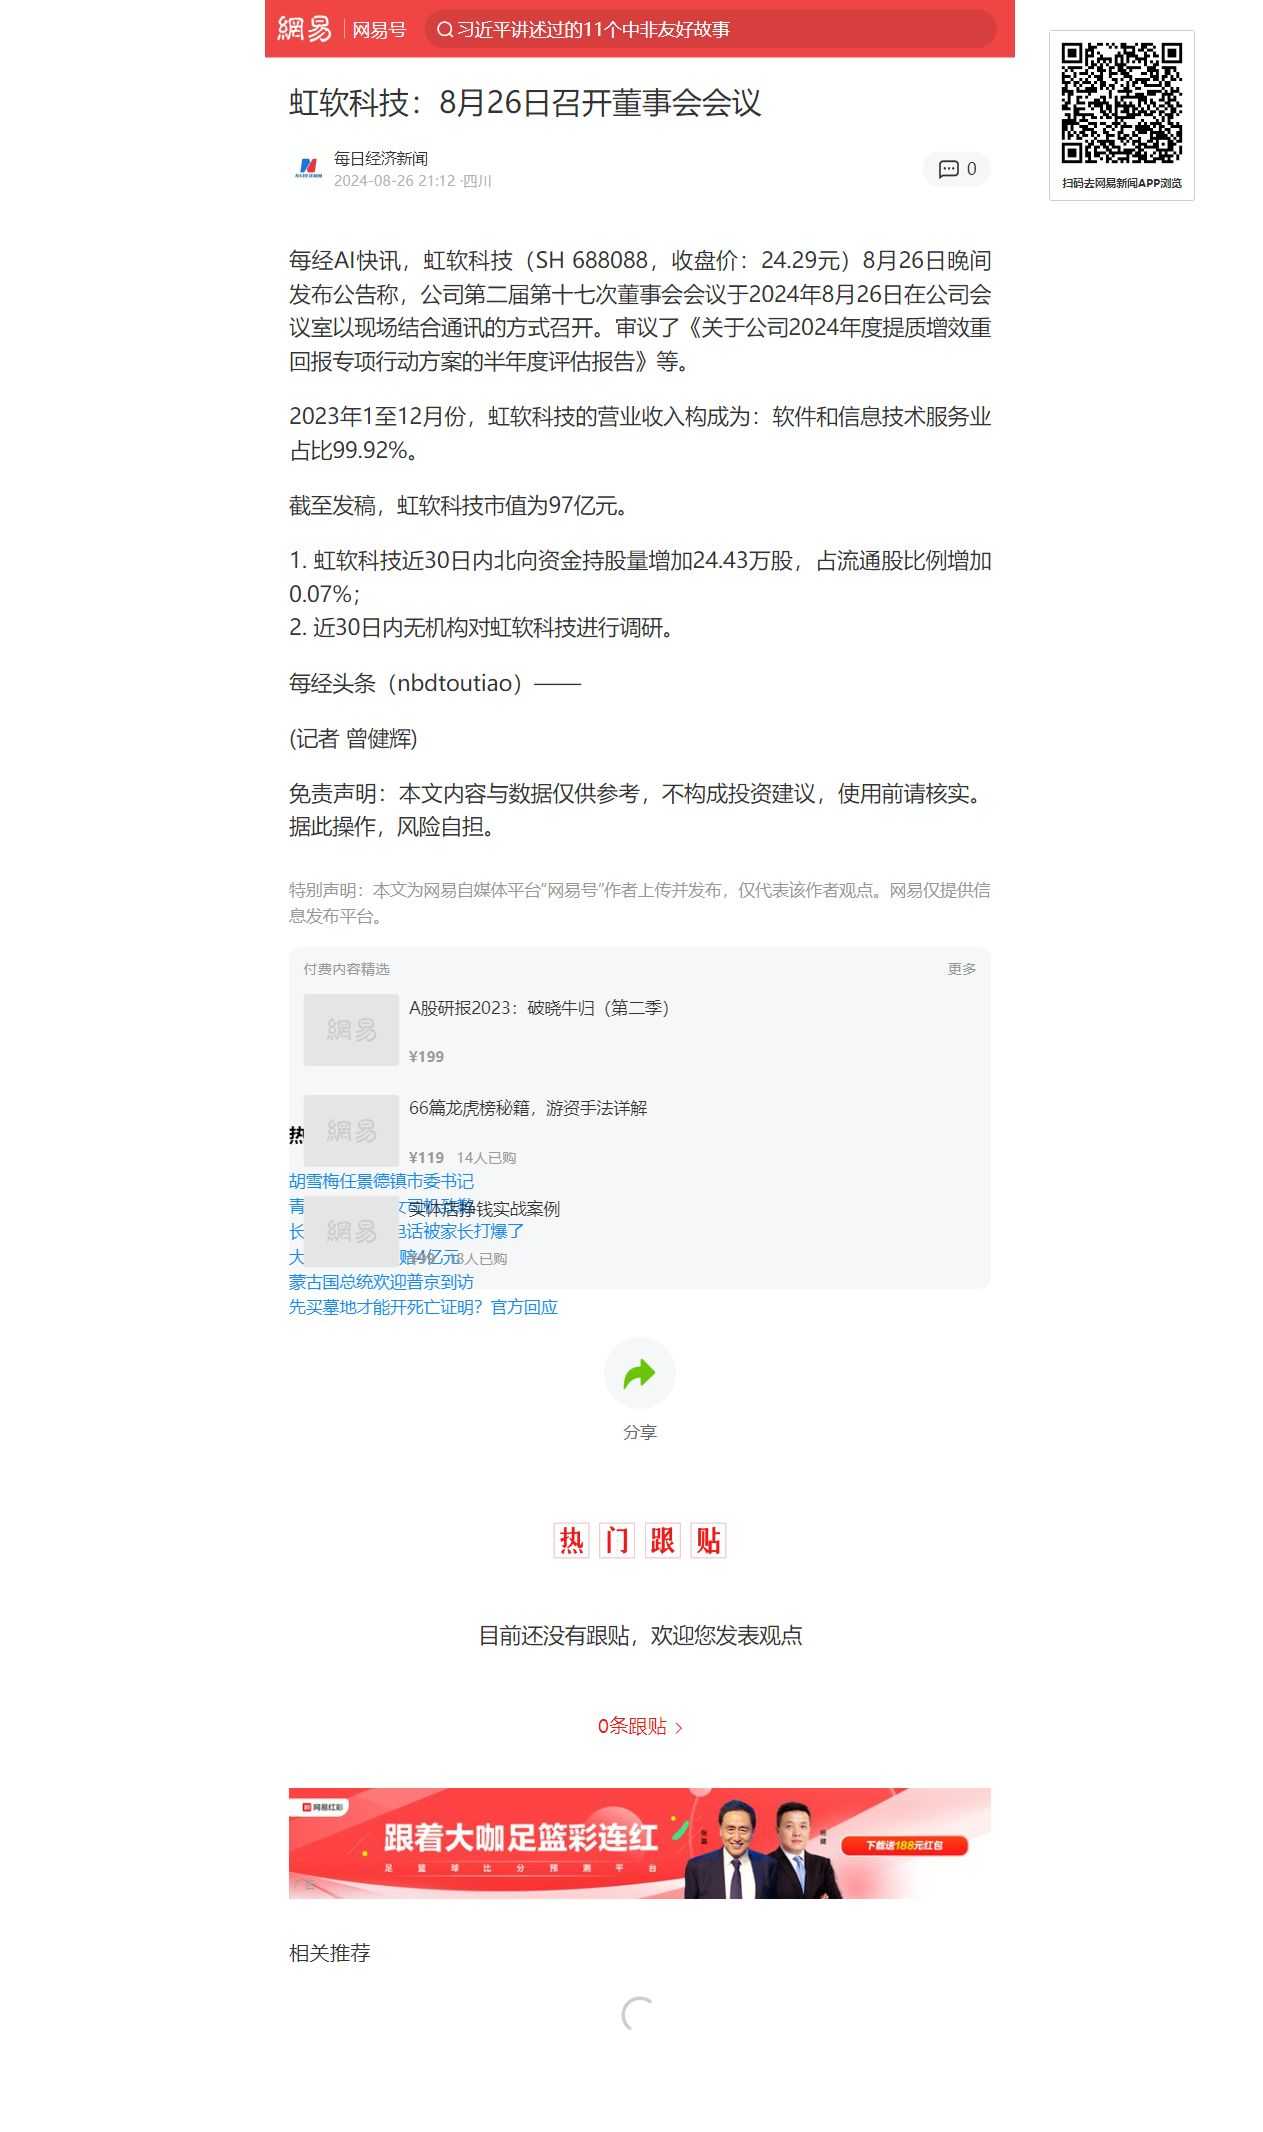 網易 网易号 习近平讲述过的11个中非友好故事
扫码去网易新闻APP浏览
虹软科技：8月26日召开董事会会议
每日经济新闻
2024-08-26 21:12 ·四川
0
每经AI快讯，虹软科技（SH 688088，收盘价：24.29元）8月26日晚间
发布公告称，公司第二届第十七次董事会会议于2024年8月26日在公司会
议室以现场结合通讯的方式召开。审议了《关于公司2024年度提质增效重
回报专项行动方案的半年度评估报告》等。
2023年1至12月份，虹软科技的营业收入构成为：软件和信息技术服务业
占比99.92%。
截至发稿，虹软科技市值为97亿元。
1. 虹软科技近30日内北向资金持股量增加24.43万股，占流通股比例增加
0.07%；
2. 近30日内无机构对虹软科技进行调研。
每经头条（nbdtoutiao）——
(记者 曾健辉)
免责声明：本文内容与数据仅供参考，不构成投资建议，使用前请核实。
据此操作，风险自担。
特别声明：本文为网易自媒体平台“网易号”作者上传并发布，仅代表该作者观点。网易仅提供信
息发布平台。
付费内容精选 更多
網易
A股研报2023：破晓牛归（第二季）
¥199
網易
66篇龙虎榜秘籍，游资手法详解
¥119 14人已购
热
胡雪梅任景德镇市委书记
青
網易
实体店挣钱实战案例
长 电话被家长打爆了
大 赔4亿元
人已购
蒙古国总统欢迎普京到访
先买墓地才能开死亡证明？官方回应
分享
热门跟贴
目前还没有跟贴，欢迎您发表观点
0条跟贴
网易红彩
跟着大咖足篮彩连红
足篮球比分预测平台
下载送188元红包
相关推荐